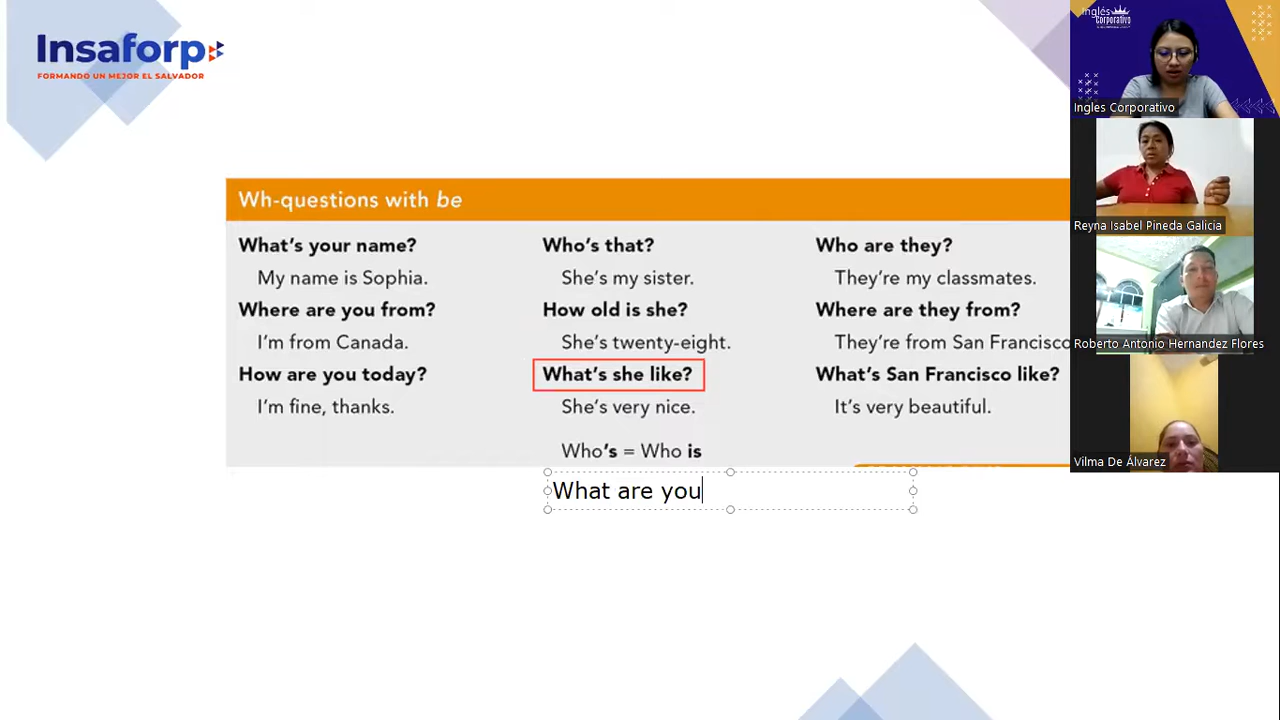 Insaforp
FORMANDO UN MEJOR EL SALVADOR
Wh-questions with be
What's your name?
My name is Sophia.
Where are you from?
I'm from Canada.
How are you today?
I'm fine, thanks.
Who's that?
She's my sister.
How old is she?
She's twenty-eight.
What's she like?
She's very nice.
Who's = Who is
Who are they?
They're my classmates.
Where are they from?
They're from San Francisco
What's San Francisco like?
It's very beautiful.
What are you
Inglés
Corporativo
Ingles Corporativo
Reyna Isabel Pineda Galicia
Roberto Antonio Hernandez Flores
Vilma De Álvarez